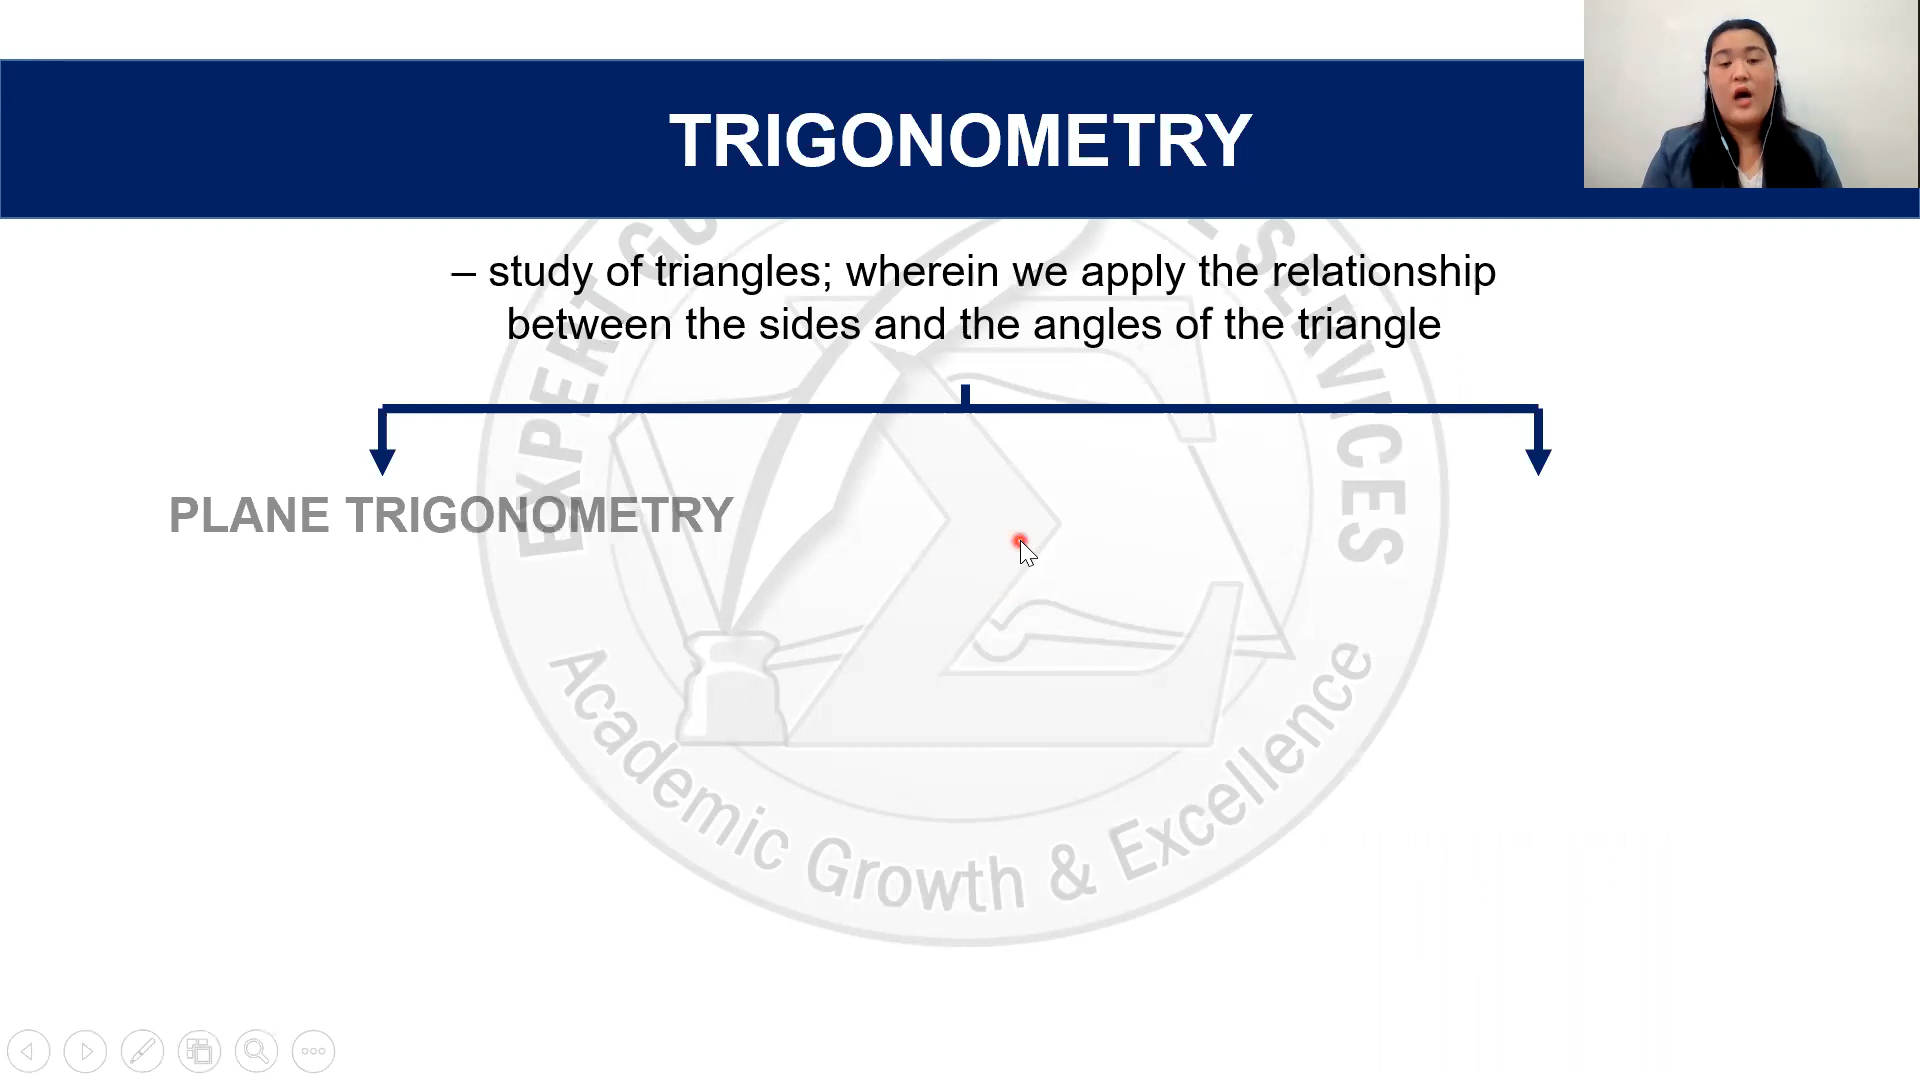 TRIGONOMETRY
– study of triangles; wherein we apply the relationship
between the sides and the angles of the triangle
PLANE TRIGONOMETRY
EXPERT GU
SERVICES
Academic Growth & Excellence